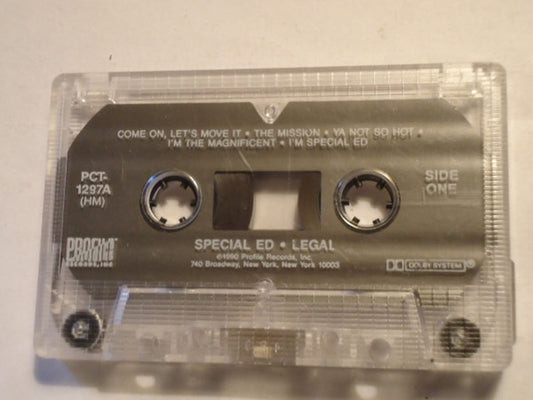 COME ON, LET'S MOVE IT • THE MISSION • YA NOT SO HOT •
I'M THE MAGNIFICENT • I'M SPECIAL ED
PCT-
1297A
(HM)
SIDE
ONE
SPECIAL ED • LEGAL
©1990 Profile Records, Inc.
740 Broadway, New York, New York 10003
PROFILE
RECORDS, INC
DOLBY SYSTEM®